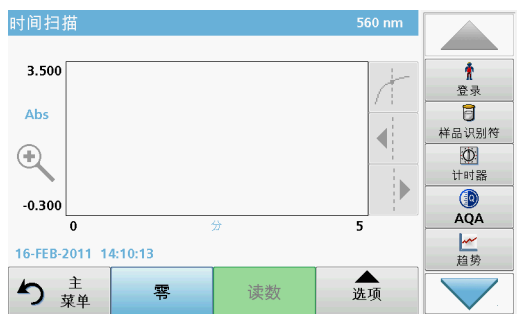 时间扫描 560 nm
3.500
Abs
-0.300
0 分 5
16-FEB-2011 14:10:13
主菜单
零
读数
选项
登录
样品识别符
计时器
AQA
趋势